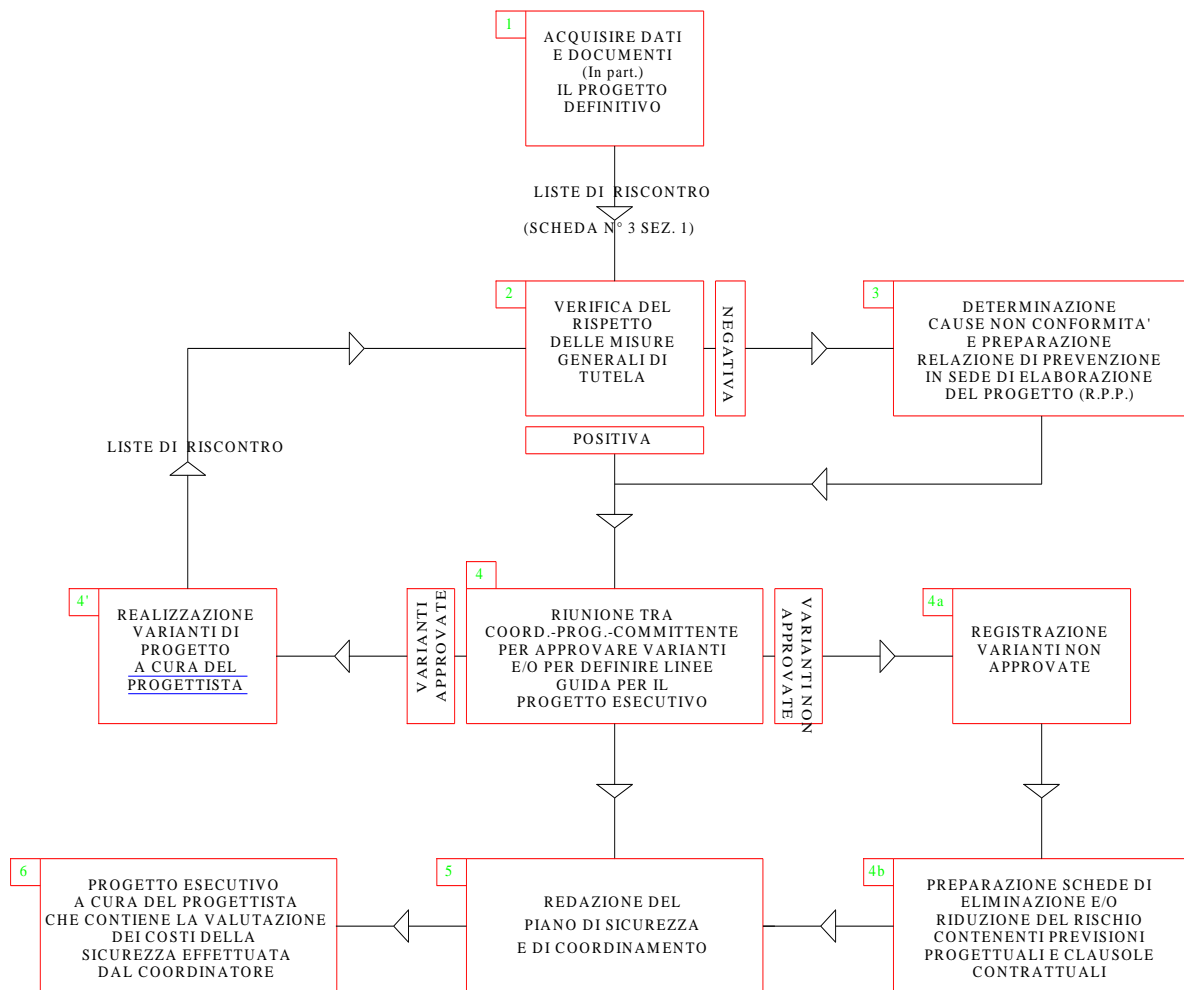 1
ACQUISIRE DATI
E DOCUMENTI
(In part.)
IL PROGETTO
DEFINITIVO
LISTE DI RISCONTRO
(SCHEDA N° 3 SEZ. 1)
2
VERIFICA DEL
RISPETTO
DELLE MISURE
GENERALI DI
TUTELA
NEGATIVA
3
DETERMINAZIONE
CAUSE NON CONFORMITA'
E PREPARAZIONE
RELAZIONE DI PREVENZIONE
IN SEDE DI ELABORAZIONE
DEL PROGETTO (R.P.P.)
POSITIVA
LISTE DI RISCONTRO
4'
REALIZZAZIONE
VARIANTI DI
PROGETTO
A CURA DEL
PROGETTISTA
VARIANTI
APPROVATE
4
RIUNIONE TRA
COORD.-PROG.-COMMITTENTE
PER APPROVARE VARIANTI
E/O PER DEFINIRE LINEE
GUIDA PER IL
PROGETTO ESECUTIVO
VARIANTI NON
APPROVATE
4a
REGISTRAZIONE
VARIANTI NON
APPROVATE
6
PROGETTO ESECUTIVO
A CURA DEL PROGETTISTA
CHE CONTIENE LA VALUTAZIONE
DEI COSTI DELLA
SICUREZZA EFFETTUATA
DAL COORDINATORE
5
REDAZIONE DEL
PIANO DI SICUREZZA
E DI COORDINAMENTO
4b
PREPARAZIONE SCHEDE DI
ELIMINAZIONE E/O
RIDUZIONE DEL RISCHIO
CONTENENTI PREVISIONI
PROGETTUALI E CLAUSOLE
CONTRATTUALI